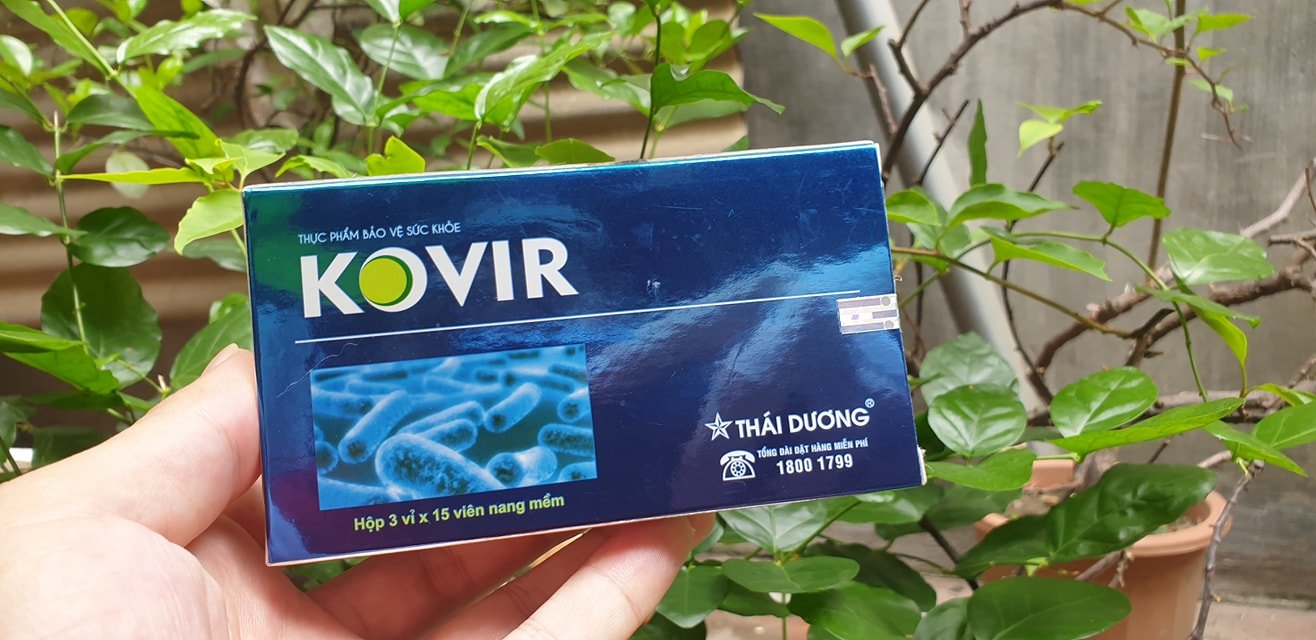 THỰC PHẨM BẢO VỆ SỨC KHỎE
KOVIR
THÁI DƯƠNG®
TỔNG ĐÀI ĐẶT HÀNG MIỄN PHÍ
1800 1799
Hộp 3 vỉ x 15 viên nang mềm